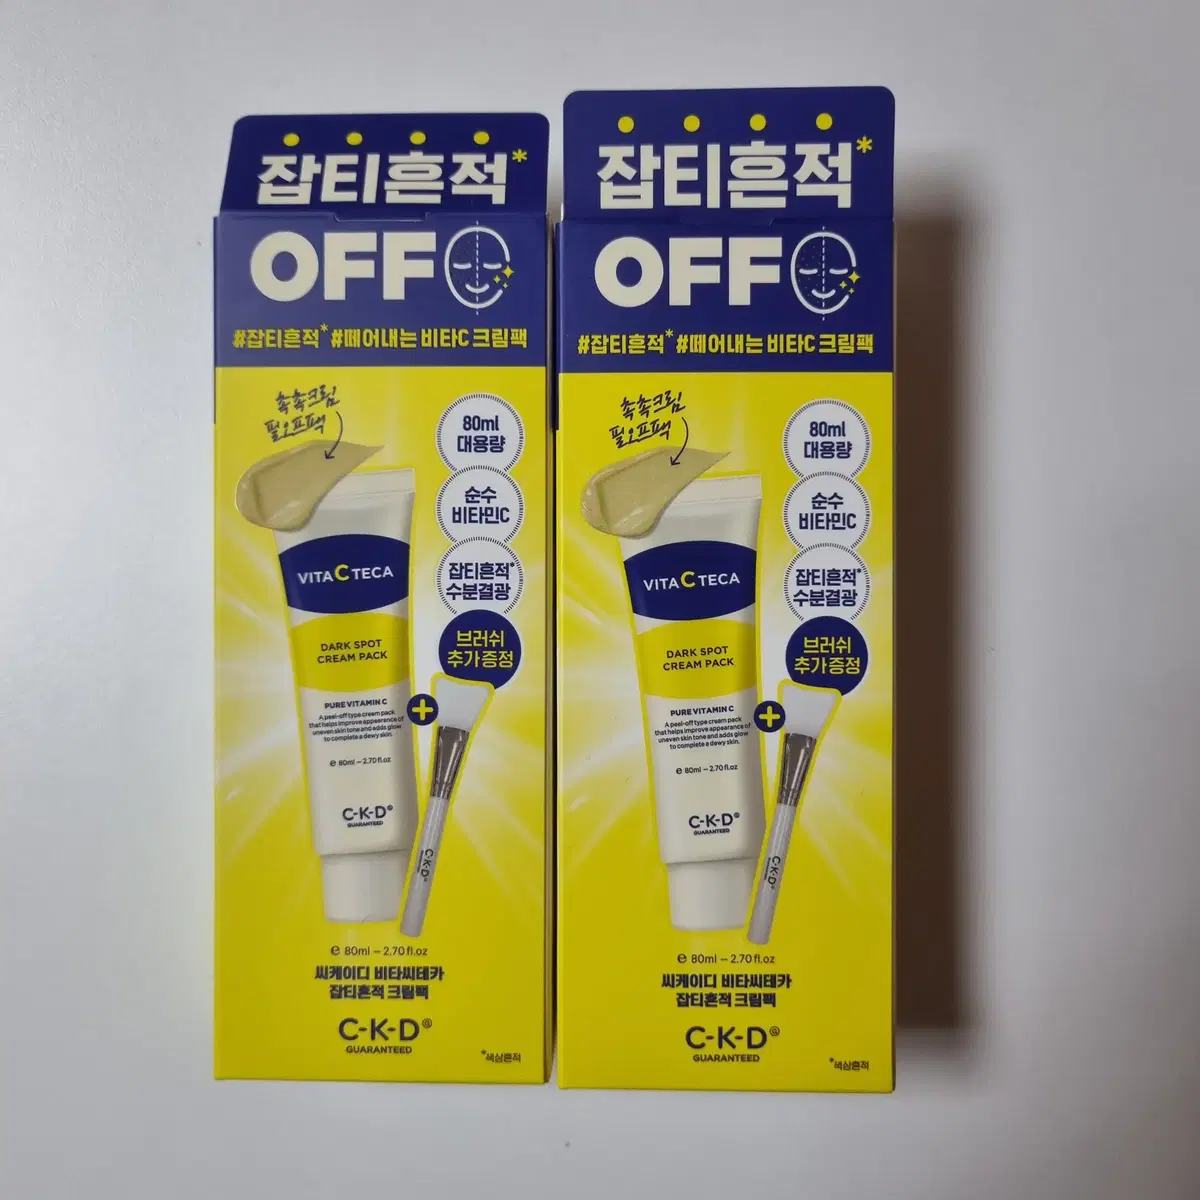 잡티흔적*
OFF
#잡티흔적* #떼어내는 비타C 크림팩
촉촉크림
필오프팩
80ml
대용량
순수
비타민C
잡티흔적*
수분결광
브러쉬
추가증정
VITA C TECA
DARK SPOT
CREAM PACK
PURE VITAMIN C
A peel-off type cream pack
that helps improve appearance of
uneven skin tone and adds glow
to complete a dewy skin.
e 80ml – 2.70 fl.oz
C-K-D
GUARANTEED
+
C-K-D
e 80ml – 2.70 fl.oz
씨케이디 비타씨테카
잡티흔적 크림팩
C-K-D
GUARANTEED
*색상흔적
잡티흔적*
OFF
#잡티흔적* #떼어내는 비타C 크림팩
촉촉크림
필오프팩
80ml
대용량
순수
비타민C
잡티흔적*
수분결광
브러쉬
추가증정
VITA C TECA
DARK SPOT
CREAM PACK
PURE VITAMIN C
A peel-off type cream pack
that helps improve appearance of
uneven skin tone and adds glow
to complete a dewy skin.
e 80ml – 2.70 fl.oz
C-K-D
GUARANTEED
+
C-K-D
e 80ml – 2.70 fl.oz
씨케이디 비타씨테카
잡티흔적 크림팩
C-K-D
GUARANTEED
*색상흔적